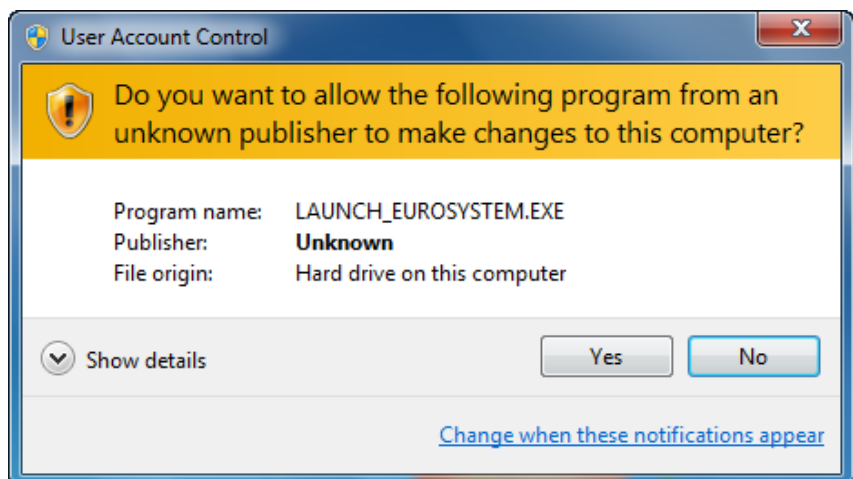 User Account Control
Do you want to allow the following program from an
unknown publisher to make changes to this computer?
Program name: LAUNCH_EUROSYSTEM.EXE
Publisher: Unknown
File origin: Hard drive on this computer
Show details Yes No
Change when these notifications appear